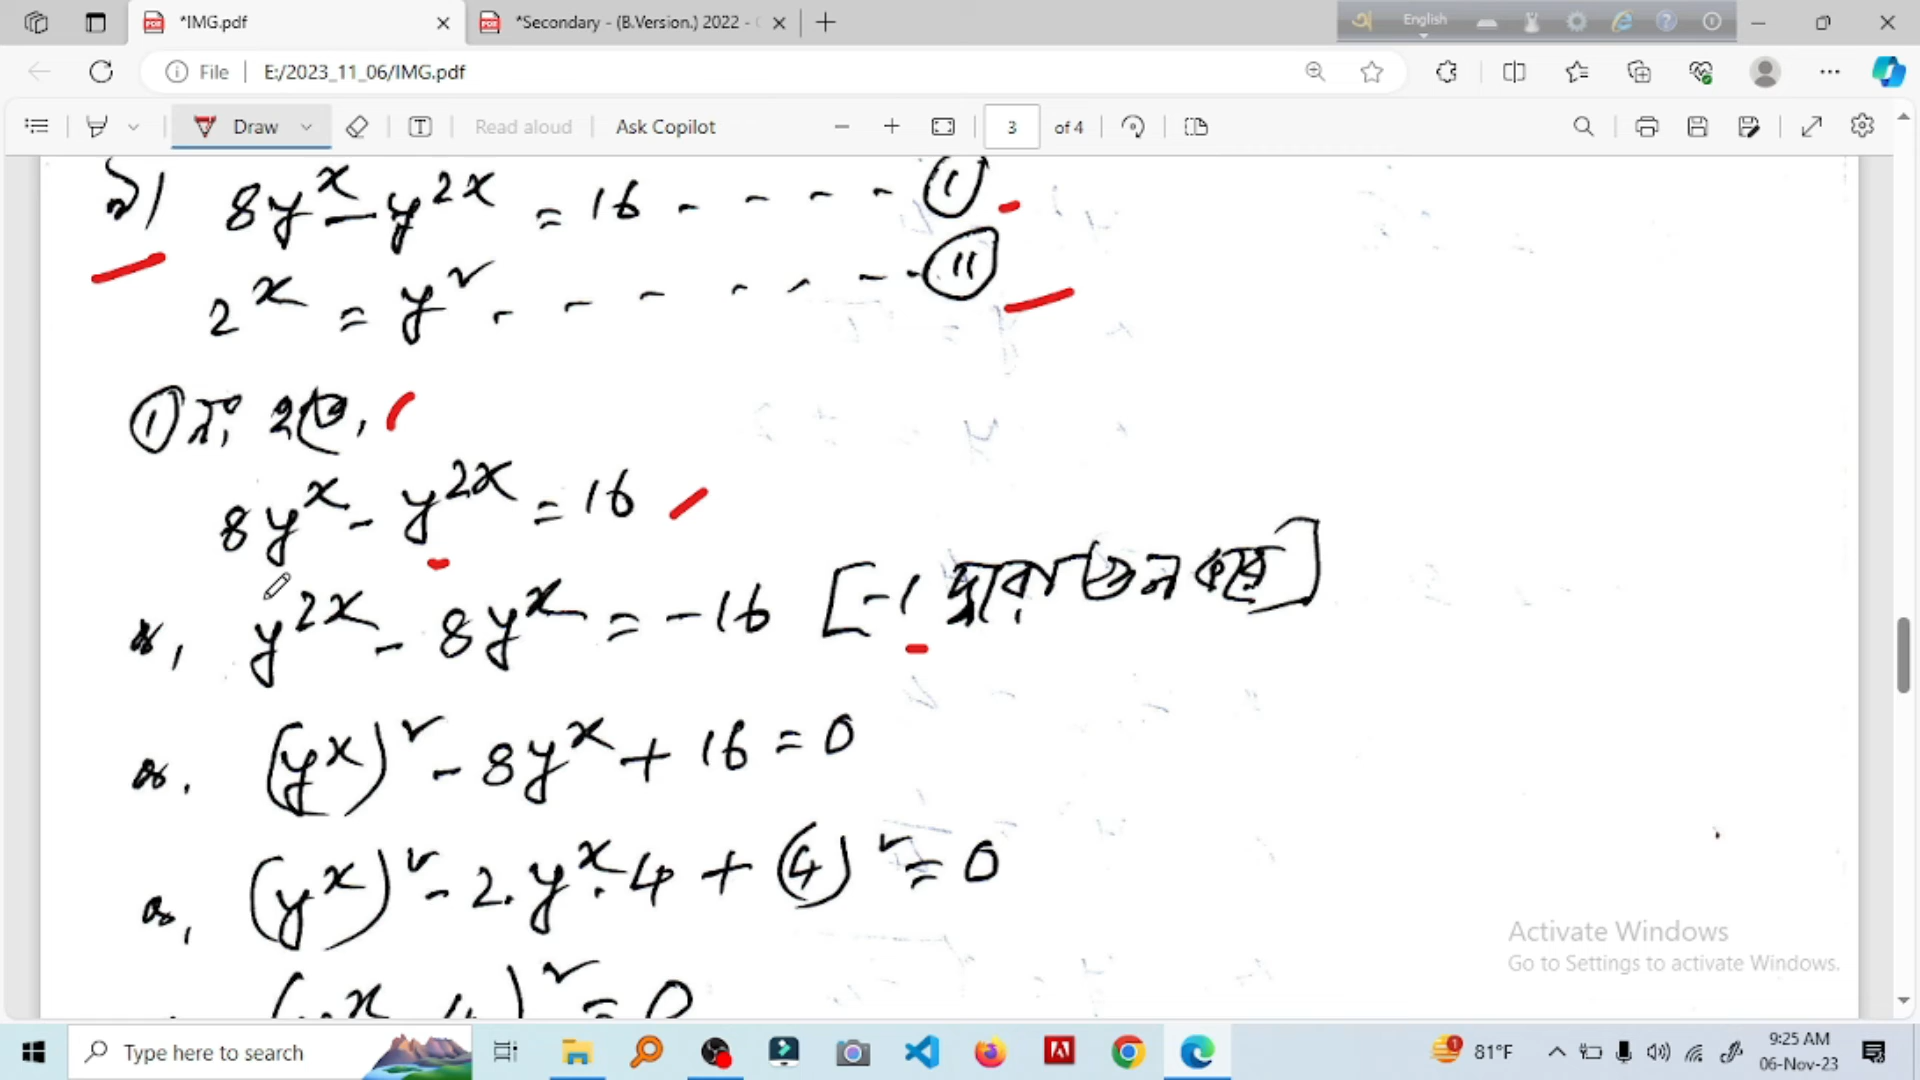 *IMG.pdf
*Secondary - (B.Version.) 2022 -
English
File
E:/2023_11_06/IMG.pdf
Draw
Read aloud
Ask Copilot
3 of 4
৯। 8y^x - y^2x = 16 - - - - (I)
2^x = y² - - - - - - - (II)
(I) নং হতে,
8y^x - y^2x = 16
বা, y^2x - 8y^x = -16 [-1 দ্বারা গুন করে]
বা, (y^x)² - 8y^x + 16 = 0
বা, (y^x)² - 2.y^x.4 + (4)² = 0
Activate Windows
Go to Settings to activate Windows.
Type here to search
81°F
9:25 AM
06-Nov-23